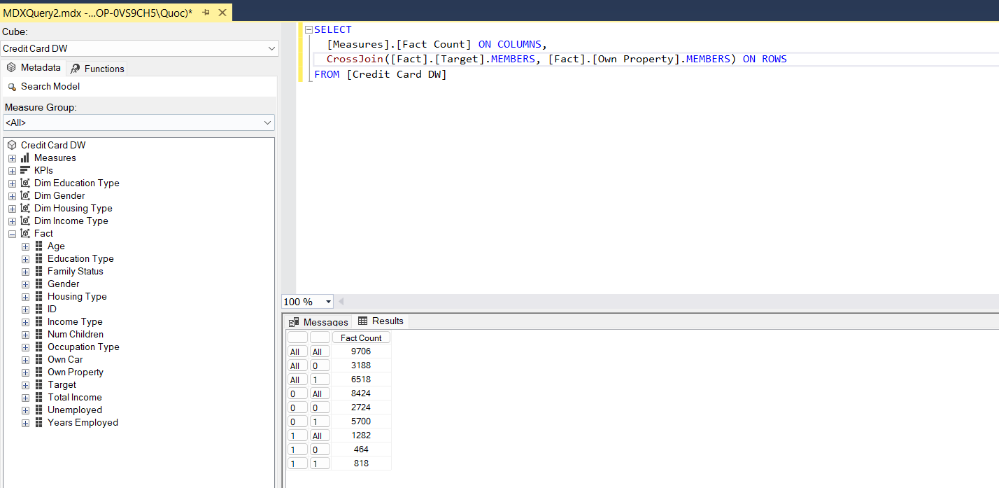 MDXQuery2.mdx -...OP-0VS9CH5\Quoc)*
Cube:
Credit Card DW
Metadata
Functions
Search Model
Measure Group:
<All>
Credit Card DW
Measures
KPIs
Dim Education Type
Dim Gender
Dim Housing Type
Dim Income Type
Fact
Age
Education Type
Family Status
Gender
Housing Type
ID
Income Type
Num Children
Occupation Type
Own Car
Own Property
Target
Total Income
Unemployed
Years Employed
SELECT
[Measures].[Fact Count] ON COLUMNS,
CrossJoin([Fact].[Target].MEMBERS, [Fact].[Own Property].MEMBERS) ON ROWS
FROM [Credit Card DW]
100 %
Messages Results
Fact Count
All All 9706
All 0 3188
All 1 6518
0 All 8424
0 0 2724
0 1 5700
1 All 1282
1 0 464
1 1 818